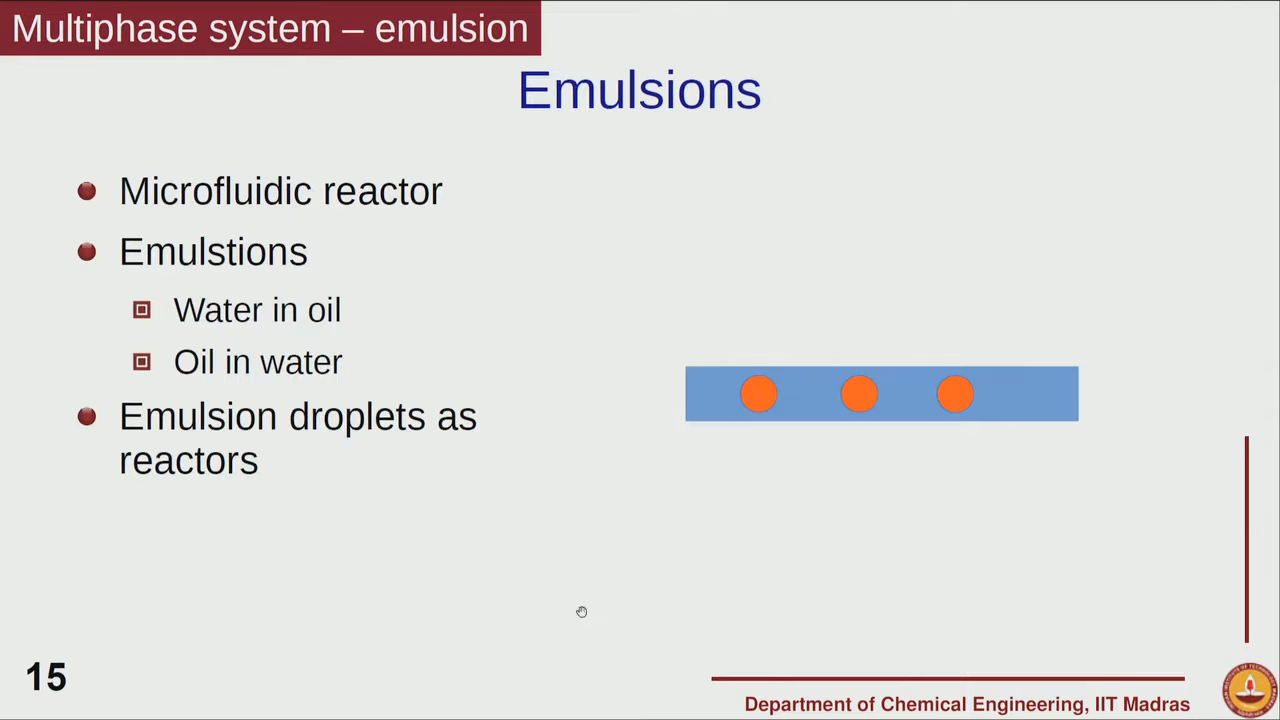 Multiphase system – emulsion
Emulsions
Microfluidic reactor
Emulstions
Water in oil
Oil in water
Emulsion droplets as
reactors
15
Department of Chemical Engineering, IIT Madras